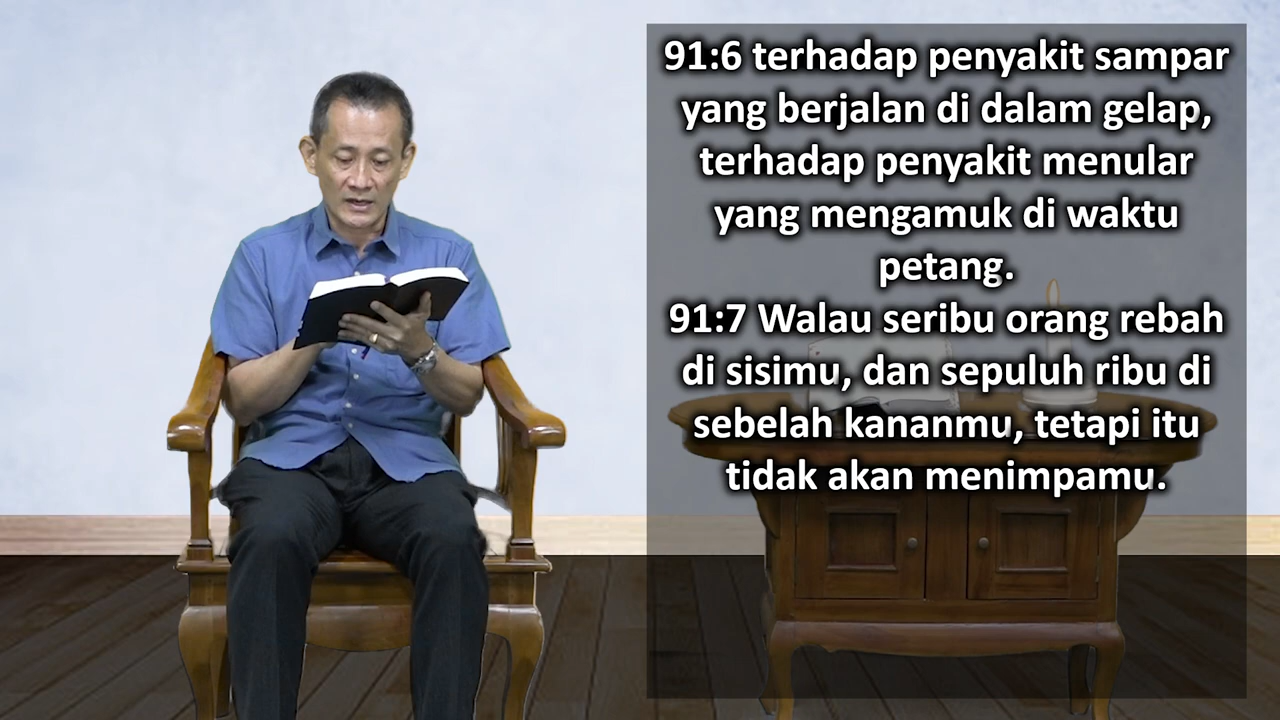 91:6 terhadap penyakit sampar
yang berjalan di dalam gelap,
terhadap penyakit menular
yang mengamuk di waktu
petang.
91:7 Walau seribu orang rebah
di sisimu, dan sepuluh ribu di
sebelah kananmu, tetapi itu
tidak akan menimpamu.